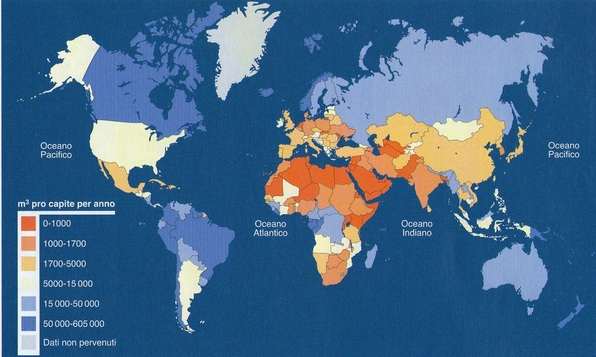 Oceano
Pacifico
Oceano
Pacifico
Oceano
Atlantico
Oceano
Indiano
m³ pro capite per anno
0-1000
1000-1700
1700-5000
5000-15 000
15 000-50 000
50 000-605 000
Dati non pervenuti